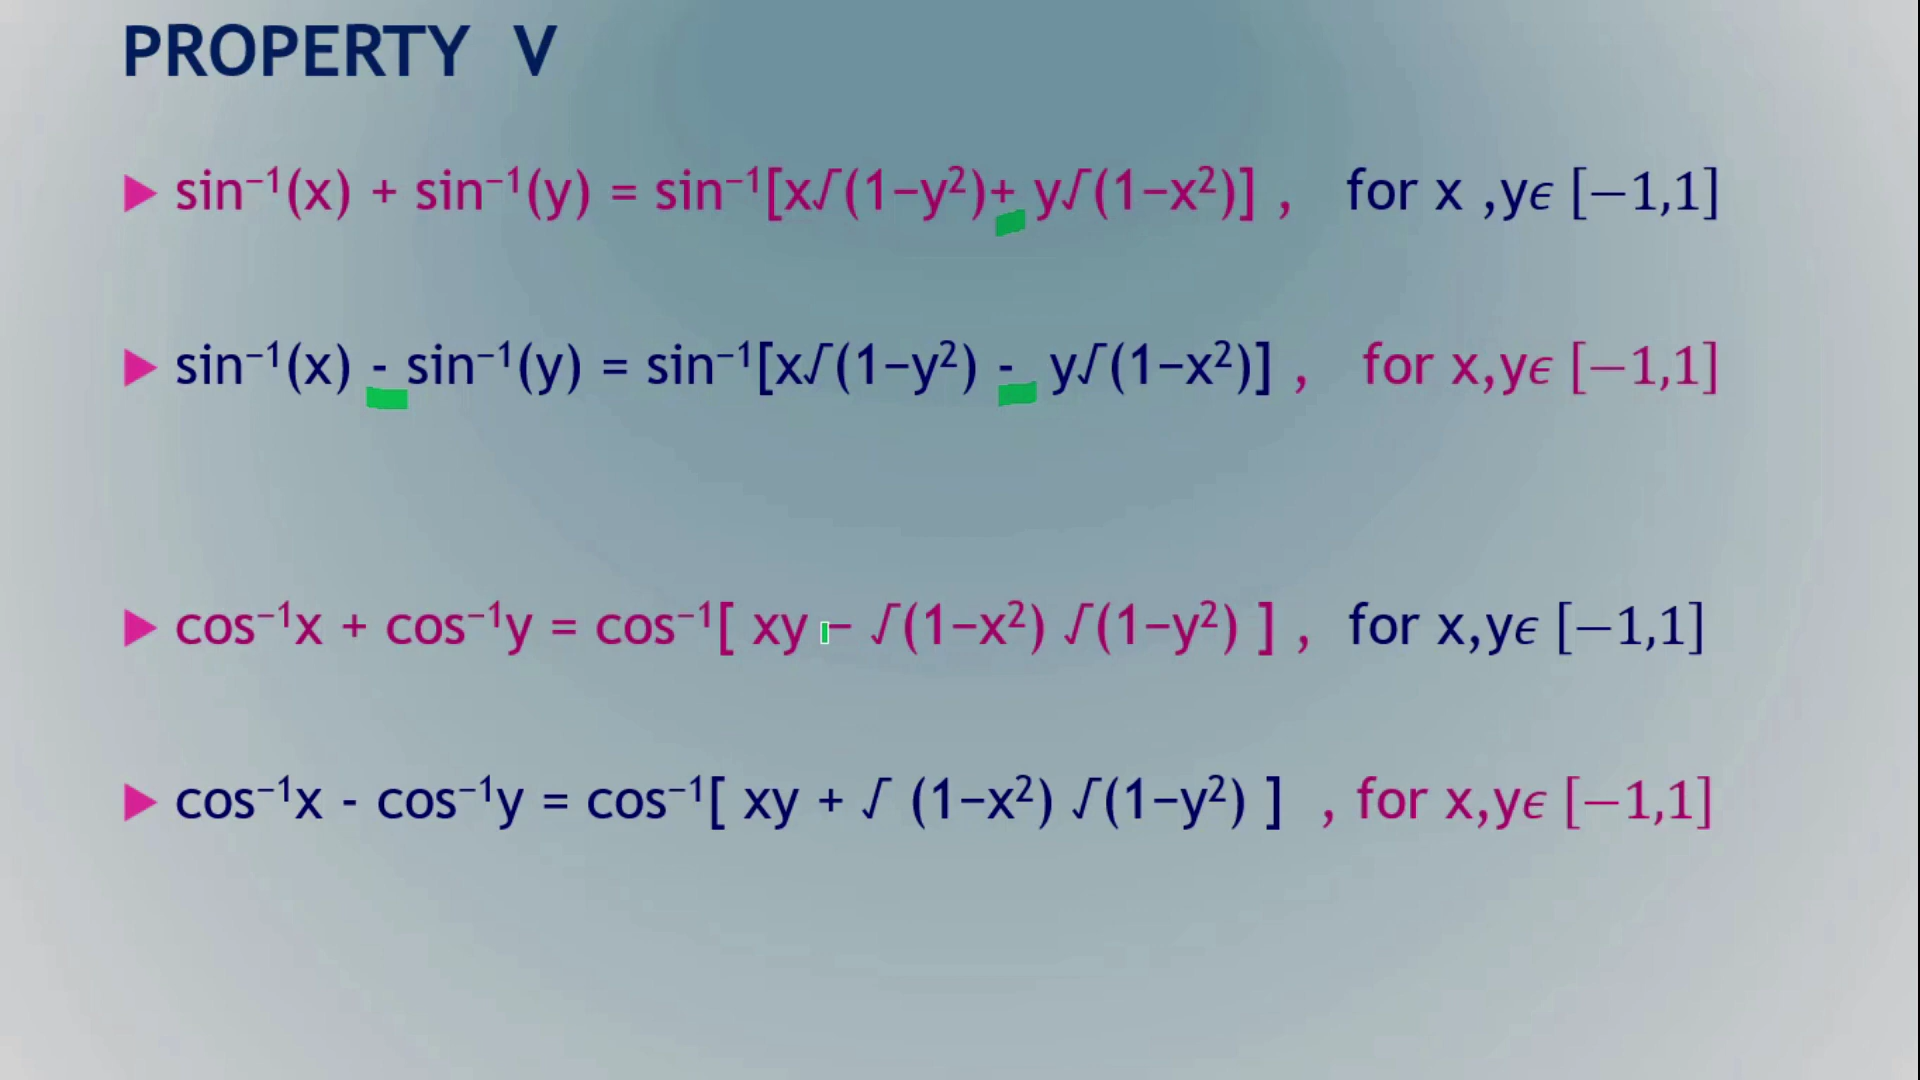 PROPERTY V
▶ sin⁻¹(x) + sin⁻¹(y) = sin⁻¹[x√(1−y²)+ y√(1−x²)] , for x ,yϵ [−1,1]
▶ sin⁻¹(x) - sin⁻¹(y) = sin⁻¹[x√(1−y²) - y√(1−x²)] , for x,yϵ [−1,1]
▶ cos⁻¹x + cos⁻¹y = cos⁻¹[ xy − √(1−x²) √(1−y²) ] , for x,yϵ [−1,1]
▶ cos⁻¹x - cos⁻¹y = cos⁻¹[ xy + √ (1−x²) √(1−y²) ] , for x,yϵ [−1,1]